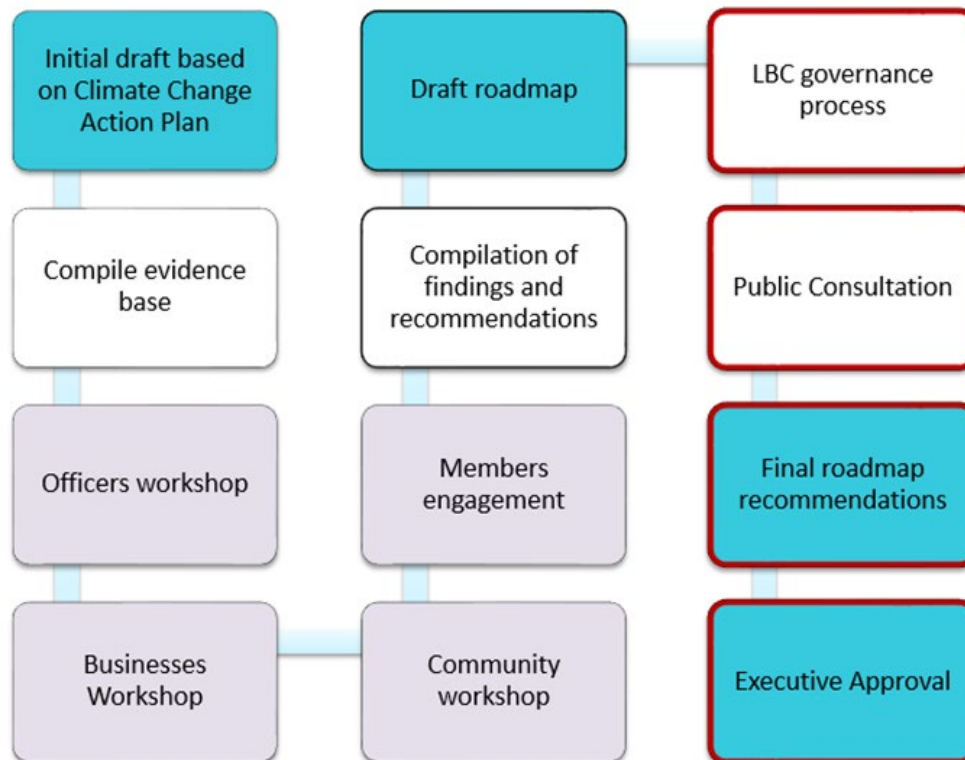 Initial draft based
on Climate Change
Action Plan
Compile evidence
base
Officers workshop
Businesses
Workshop
Community
workshop
Members
engagement
Compilation of
findings and
recommendations
Draft roadmap
LBC governance
process
Public Consultation
Final roadmap
recommendations
Executive Approval